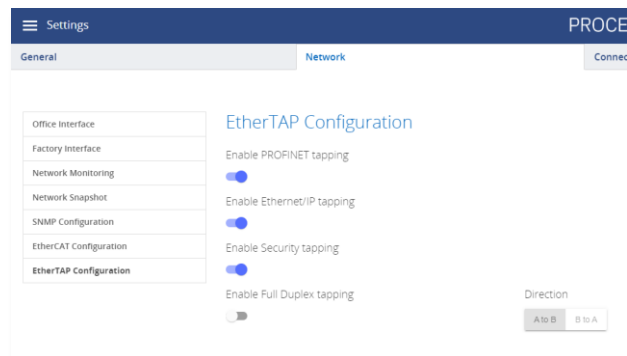 Settings
PROCE
General Network Connec
Office Interface
Factory Interface
Network Monitoring
Network Snapshot
SNMP Configuration
EtherCAT Configuration
EtherTAP Configuration
EtherTAP Configuration
Enable PROFINET tapping
Enable Ethernet/IP tapping
Enable Security tapping
Enable Full Duplex tapping
Direction
A to B B to A